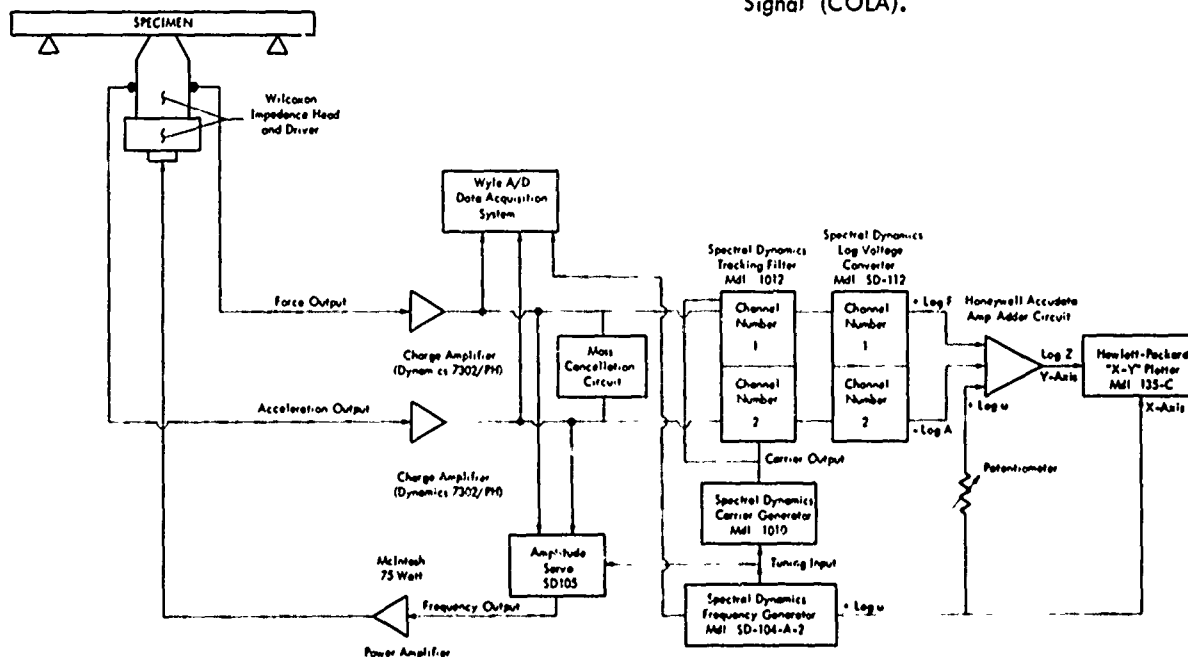 Signal (COLA).
SPECIMEN
Wilcoxon
Impedence Head
and Driver
Wyle A/D
Data Acquisition
System
Spectral Dynamics
Tracking Filter
Mdl 1012
Spectral Dynamics
Log Voltage
Converter
Mdl SD-112
Force Output
Channel
Number
1
Channel
Number
1
+ Log F
Honeywell Accudata
Amp Adder Circuit
Charge Amplifier
(Dynamics 7302/PH)
Mass
Cancellation
Circuit
Log Z
Y-Axis
Hewlett-Packard
"X-Y" Plotter
Mdl 135-C
X-Axis
Acceleration Output
Channel
Number
2
Channel
Number
2
- Log A
+ Log ω
Charge Amplifier
(Dynamics 7302/PH)
Carrier Output
Potentiometer
Spectral Dynamics
Carrier Generator
Mdl 1010
McIntosh
75 Watt
Amplitude
Servo
SD105
Tuning Input
Frequency Output
Spectral Dynamics
Frequency Generator
Mdl SD-104-A-2
+ Log ω
Power Amplifier